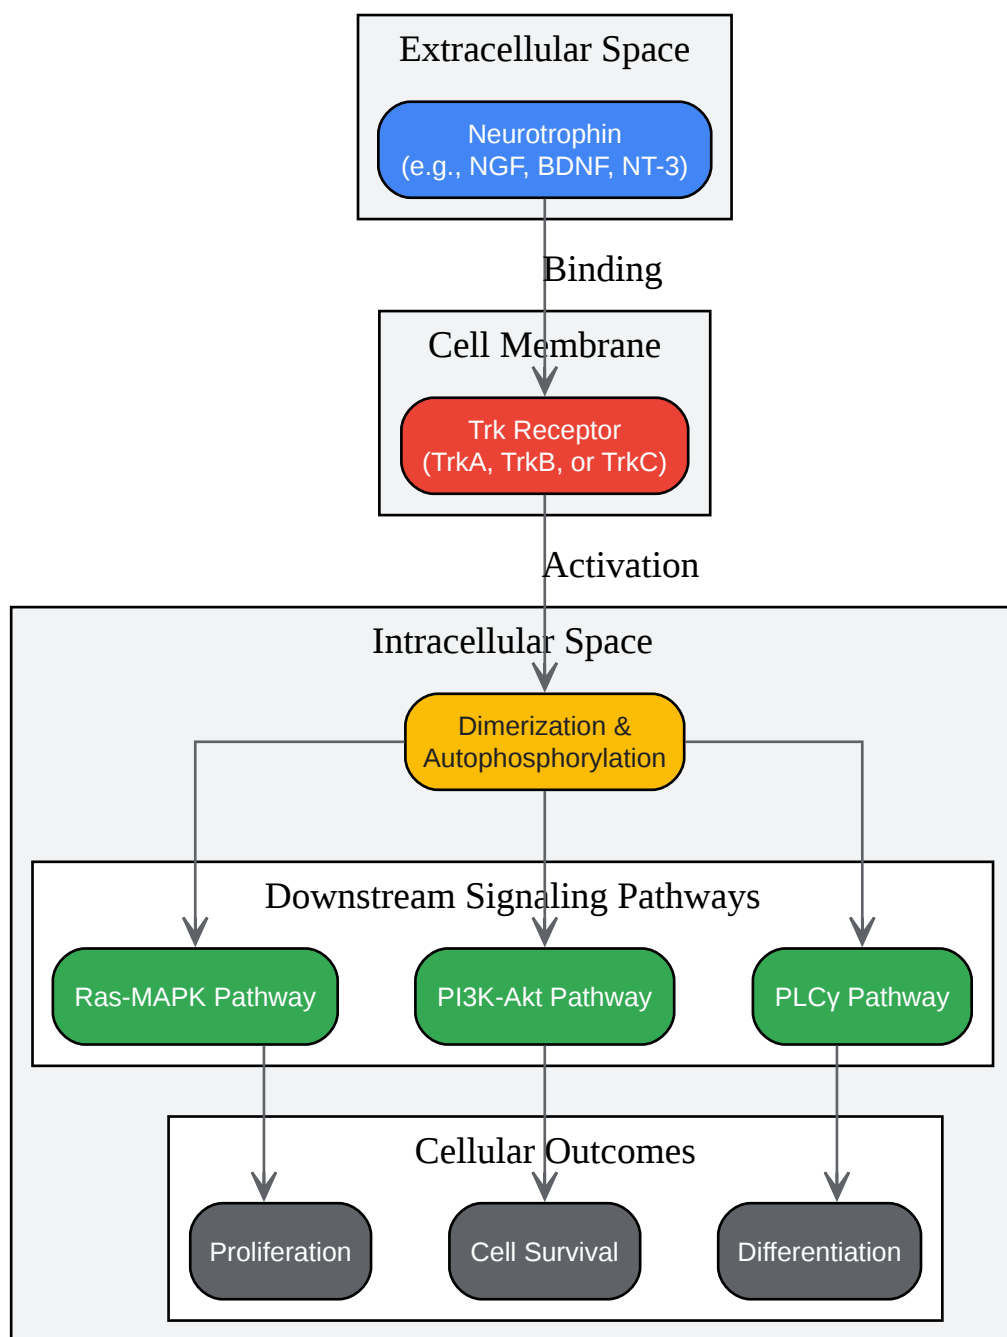 Extracellular Space
Neurotrophin
(e.g., NGF, BDNF, NT-3)
Binding
Cell Membrane
Trk Receptor
(TrkA, TrkB, or TrkC)
Activation
Intracellular Space
Dimerization &
Autophosphorylation
Downstream Signaling Pathways
Ras-MAPK Pathway
PI3K-Akt Pathway
PLCγ Pathway
Cellular Outcomes
Proliferation
Cell Survival
Differentiation